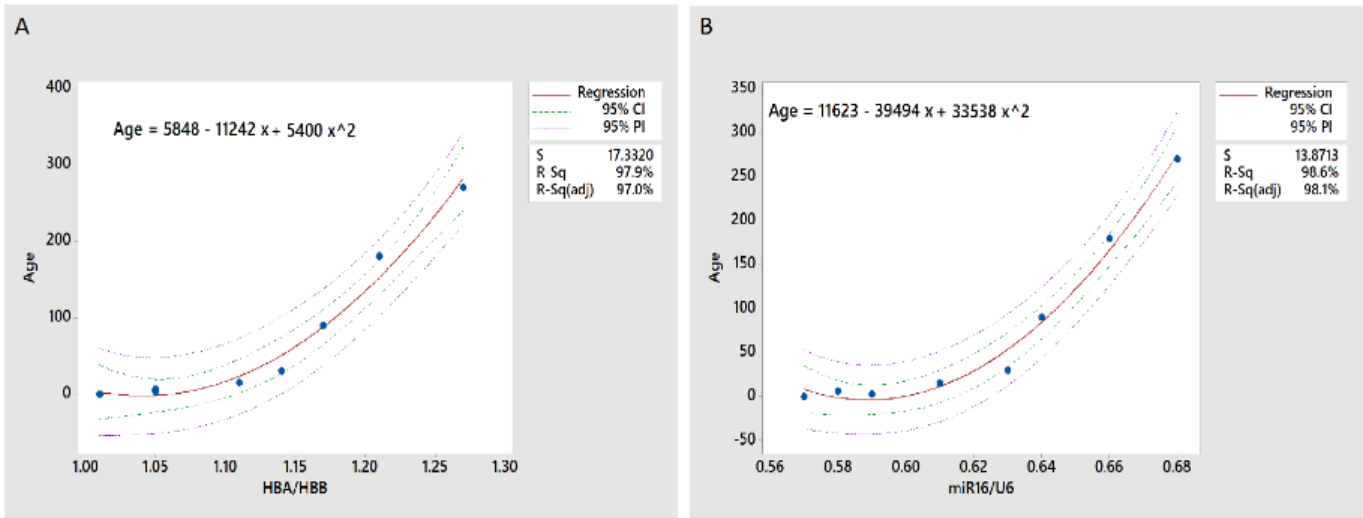 A
Age = 5848 - 11242 x + 5400 x^2
400
300
200
100
0
Age
1.00 1.05 1.10 1.15 1.20 1.25 1.30
HBA/HBB
Regression
95% CI
95% PI
S 17.3320
R-Sq 97.9%
R-Sq(adj) 97.0%
B
Age = 11623 - 39494 x + 33538 x^2
350
300
250
200
150
100
50
0
-50
Age
0.56 0.58 0.60 0.62 0.64 0.66 0.68
miR16/U6
Regression
95% CI
95% PI
S 13.8713
R-Sq 98.6%
R-Sq(adj) 98.1%